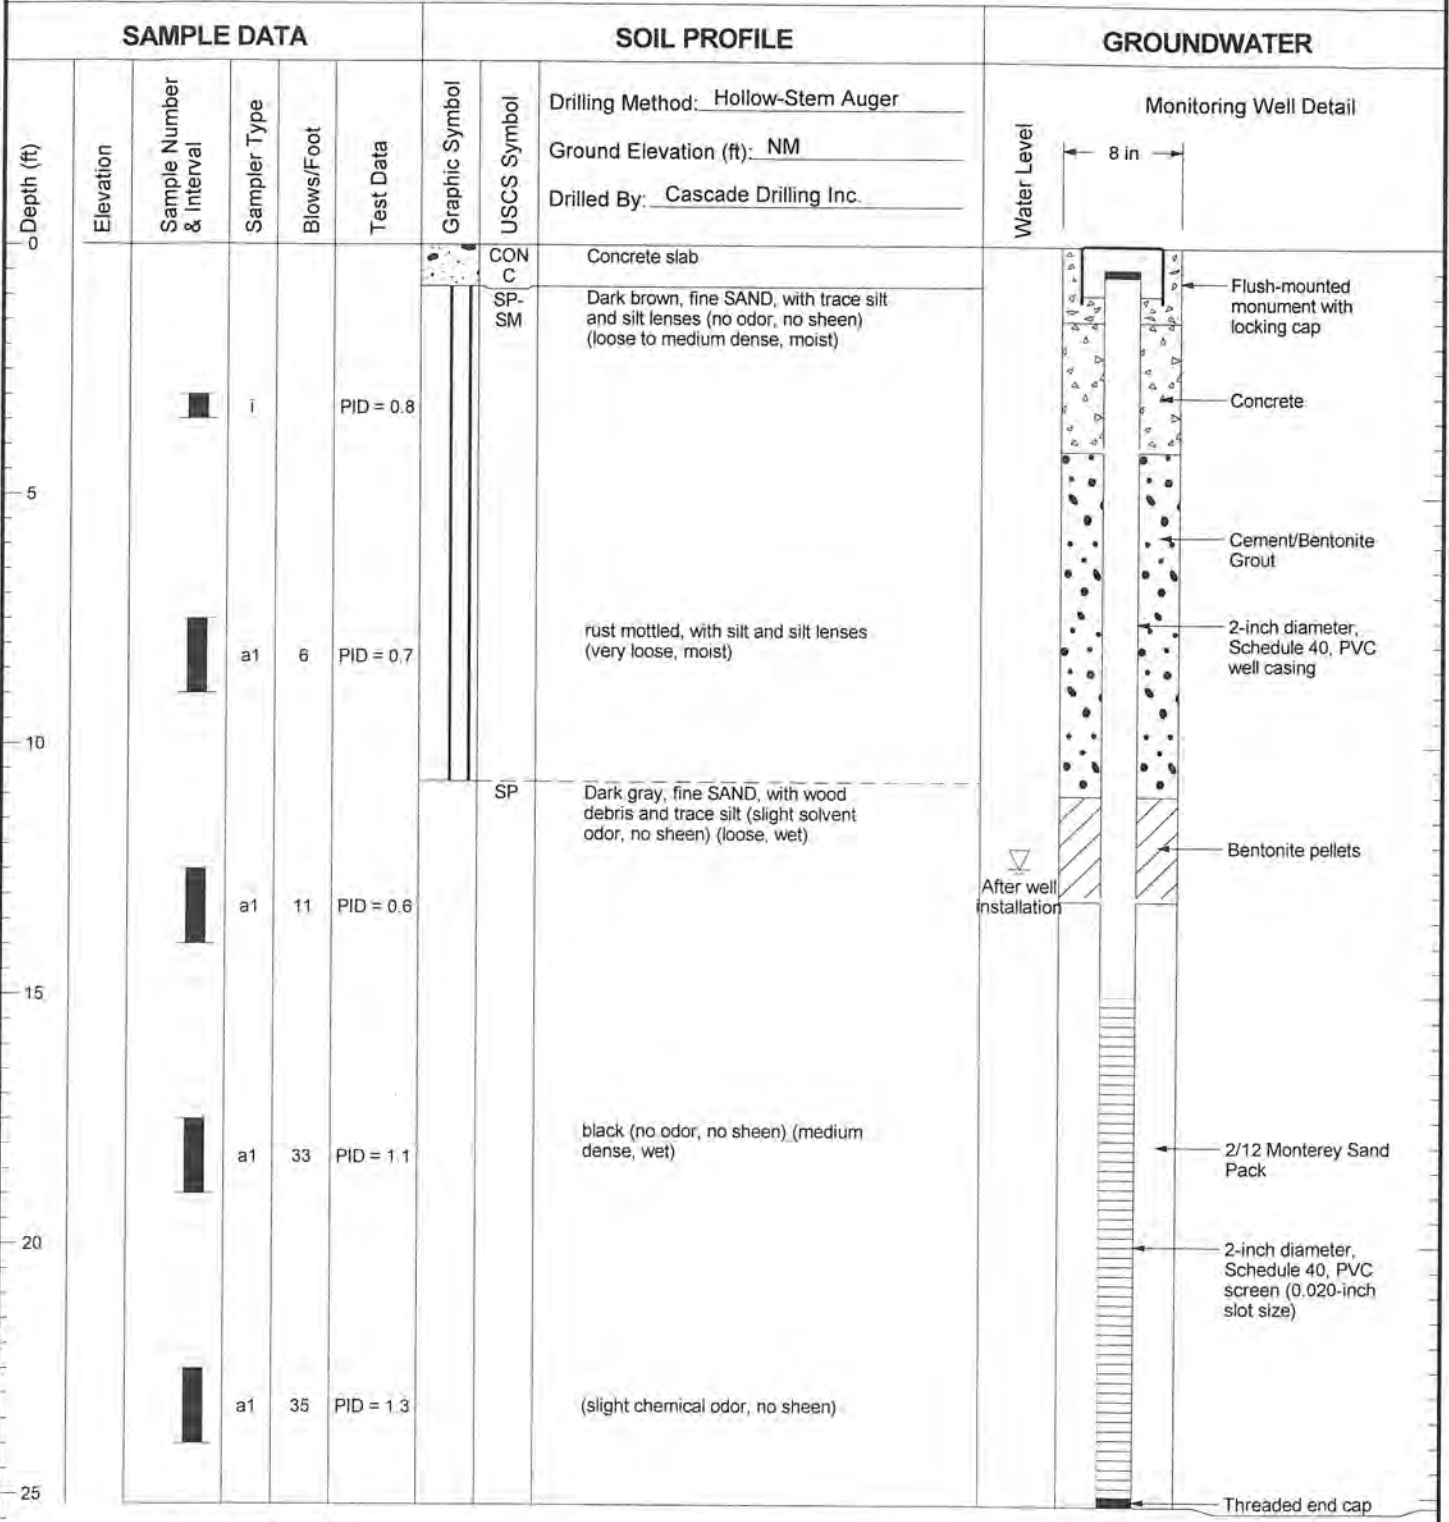 SAMPLE DATA
SOIL PROFILE
GROUNDWATER
Depth (ft)
Elevation
Sample Number
& Interval
Sampler Type
Blows/Foot
Test Data
Graphic Symbol
USCS Symbol
Drilling Method: Hollow-Stem Auger
Ground Elevation (ft): NM
Drilled By: Cascade Drilling Inc.
Water Level
Monitoring Well Detail
8 in
0
CON
C
Concrete slab
SP-
SM
Dark brown, fine SAND, with trace silt
and silt lenses (no odor, no sheen)
(loose to medium dense, moist)
Flush-mounted
monument with
locking cap
i
PID = 0.8
Concrete
5
Cement/Bentonite
Grout
a1
6
PID = 0.7
rust mottled, with silt and silt lenses
(very loose, moist)
2-inch diameter,
Schedule 40, PVC
well casing
10
SP
Dark gray, fine SAND, with wood
debris and trace silt (slight solvent
odor, no sheen) (loose, wet)
Bentonite pellets
After well
installation
a1
11
PID = 0.6
15
a1
33
PID = 1.1
black (no odor, no sheen) (medium
dense, wet)
2/12 Monterey Sand
Pack
20
2-inch diameter,
Schedule 40, PVC
screen (0.020-inch
slot size)
a1
35
PID = 1.3
(slight chemical odor, no sheen)
25
Threaded end cap